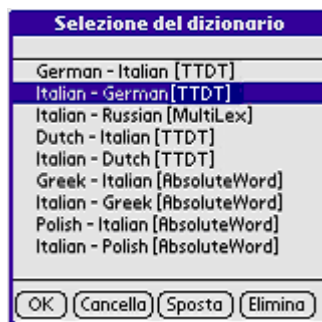 Selezione del dizionario
German - Italian [TTDT]
Italian - German[TTDT]
Italian - Russian [MultiLex]
Dutch - Italian [TTDT]
Italian - Dutch [TTDT]
Greek - Italian [AbsoluteWord]
Italian - Greek [AbsoluteWord]
Polish - Italian [AbsoluteWord]
Italian - Polish [AbsoluteWord]
OK Cancella Sposta Elimina